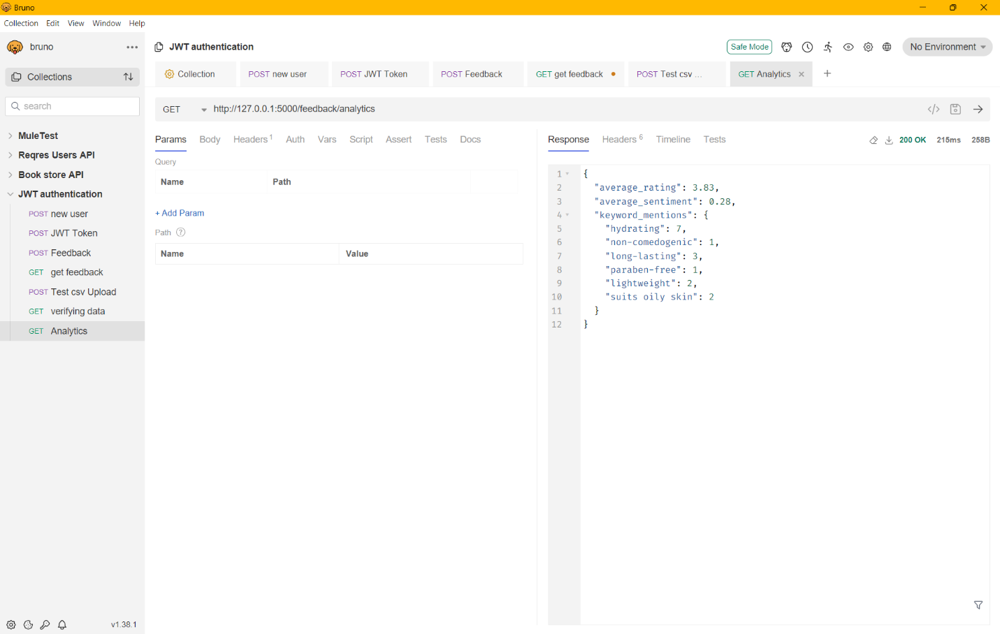 Bruno
Collection Edit View Window Help
bruno
JWT authentication
Safe Mode
No Environment
Collections
Collection
POST new user
POST JWT Token
POST Feedback
GET get feedback
POST Test csv ...
GET Analytics
search
GET
http://127.0.0.1:5000/feedback/analytics
MuleTest
Reqres Users API
Book store API
JWT authentication
POST new user
POST JWT Token
POST Feedback
GET get feedback
POST Test csv Upload
GET verifying data
GET Analytics
v1.38.1
Params Body Headers 1 Auth Vars Script Assert Tests Docs
Query
Name Path
+ Add Param
Path ?
Name Value
Response Headers 6 Timeline Tests
200 OK 215ms 258B
1 {
2 "average_rating": 3.83,
3 "average_sentiment": 0.28,
4 "keyword_mentions": {
5 "hydrating": 7,
6 "non-comedogenic": 1,
7 "long-lasting": 3,
8 "paraben-free": 1,
9 "lightweight": 2,
10 "suits oily skin": 2
11 }
12 }